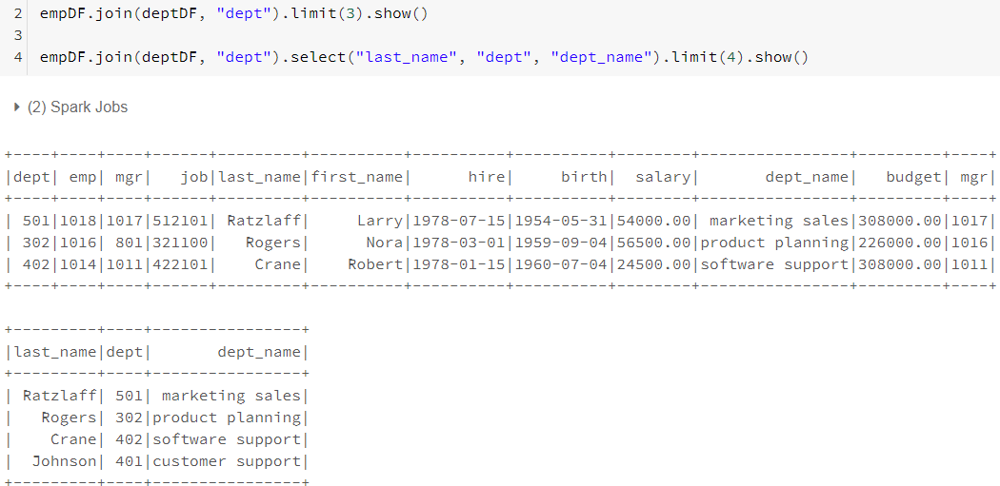 2 empDF.join(deptDF, "dept").limit(3).show()
3
4 empDF.join(deptDF, "dept").select("last_name", "dept", "dept_name").limit(4).show()
(2) Spark Jobs
+----+----+----+------+---------+----------+----------+----------+--------+----------------+---------+----+
|dept| emp| mgr|   job|last_name|first_name|      hire|     birth|  salary|       dept_name|   budget| mgr|
+----+----+----+------+---------+----------+----------+----------+--------+----------------+---------+----+
| 501|1018|1017|512101| Ratzlaff|     Larry|1978-07-15|1954-05-31|54000.00| marketing sales|308000.00|1017|
| 302|1016| 801|321100|   Rogers|      Nora|1978-03-01|1959-09-04|56500.00|product planning|226000.00|1016|
| 402|1014|1011|422101|    Crane|    Robert|1978-01-15|1960-07-04|24500.00|software support|308000.00|1011|
+----+----+----+------+---------+----------+----------+----------+--------+----------------+---------+----+
+---------+----+----------------+
|last_name|dept|       dept_name|
+---------+----+----------------+
| Ratzlaff| 501| marketing sales|
|   Rogers| 302|product planning|
|    Crane| 402|software support|
|  Johnson| 401|customer support|
+---------+----+----------------+